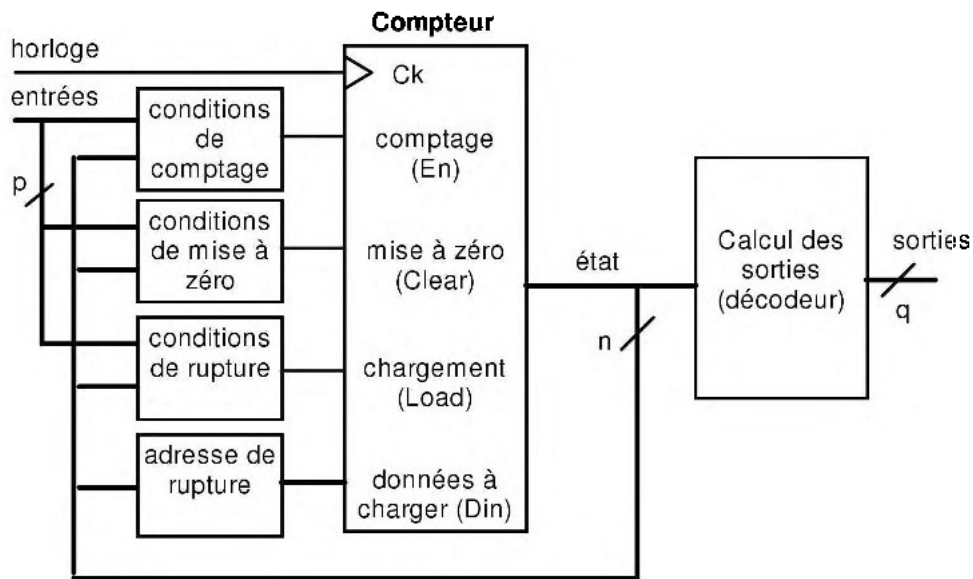 Compteur
horloge
Ck
entrées
conditions
de
comptage
comptage
(En)
p
conditions
de mise à
zéro
mise à zéro
(Clear)
état
n
Calcul des
sorties
(décodeur)
sorties
q
conditions
de rupture
chargement
(Load)
adresse de
rupture
données à
charger (Din)